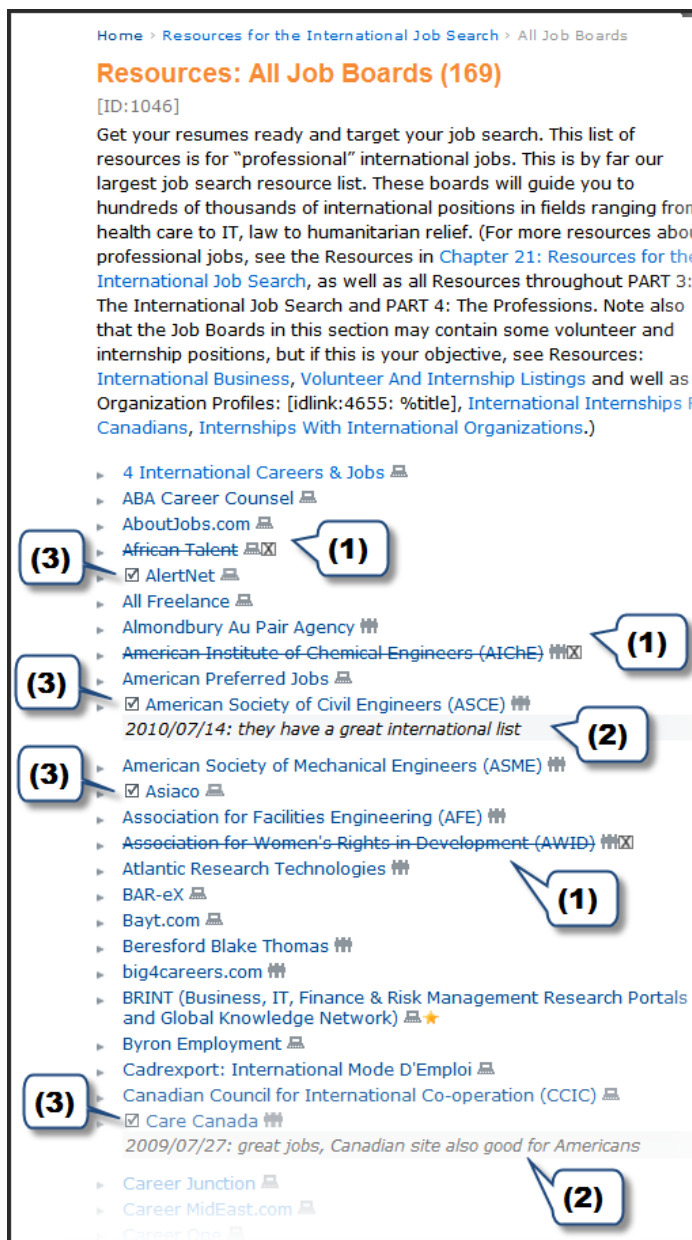 Home > Resources for the International Job Search > All Job Boards
Resources: All Job Boards (169)
[ID:1046]
Get your resumes ready and target your job search. This list of
resources is for “professional” international jobs. This is by far our
largest job search resource list. These boards will guide you to
hundreds of thousands of international positions in fields ranging from
health care to IT, law to humanitarian relief. (For more resources abou
professional jobs, see the Resources in Chapter 21: Resources for the
International Job Search, as well as all Resources throughout PART 3:
The International Job Search and PART 4: The Professions. Note also
that the Job Boards in this section may contain some volunteer and
internship positions, but if this is your objective, see Resources:
International Business, Volunteer And Internship Listings and well as
Organization Profiles: [idlink:4655: %title], International Internships F
Canadians, Internships With International Organizations.)
4 International Careers & Jobs
ABA Career Counsel
AboutJobs.com
African Talent
(1)
(3)
AlertNet
All Freelance
Almondbury Au Pair Agency
(1)
American Institute of Chemical Engineers (AIChE)
American Preferred Jobs
(3)
American Society of Civil Engineers (ASCE)
2010/07/14: they have a great international list
(2)
American Society of Mechanical Engineers (ASME)
(3)
Asiaco
Association for Facilities Engineering (AFE)
Association for Women's Rights in Development (AWID)
Atlantic Research Technologies
(1)
BAR-eX
Bayt.com
Beresford Blake Thomas
big4careers.com
BRINT (Business, IT, Finance & Risk Management Research Portals
and Global Knowledge Network)
Byron Employment
Cadrexport: International Mode D'Emploi
Canadian Council for International Co-operation (CCIC)
(3)
Care Canada
2009/07/27: great jobs, Canadian site also good for Americans
Career Junction
(2)
Career MidEast.com
Career Ops